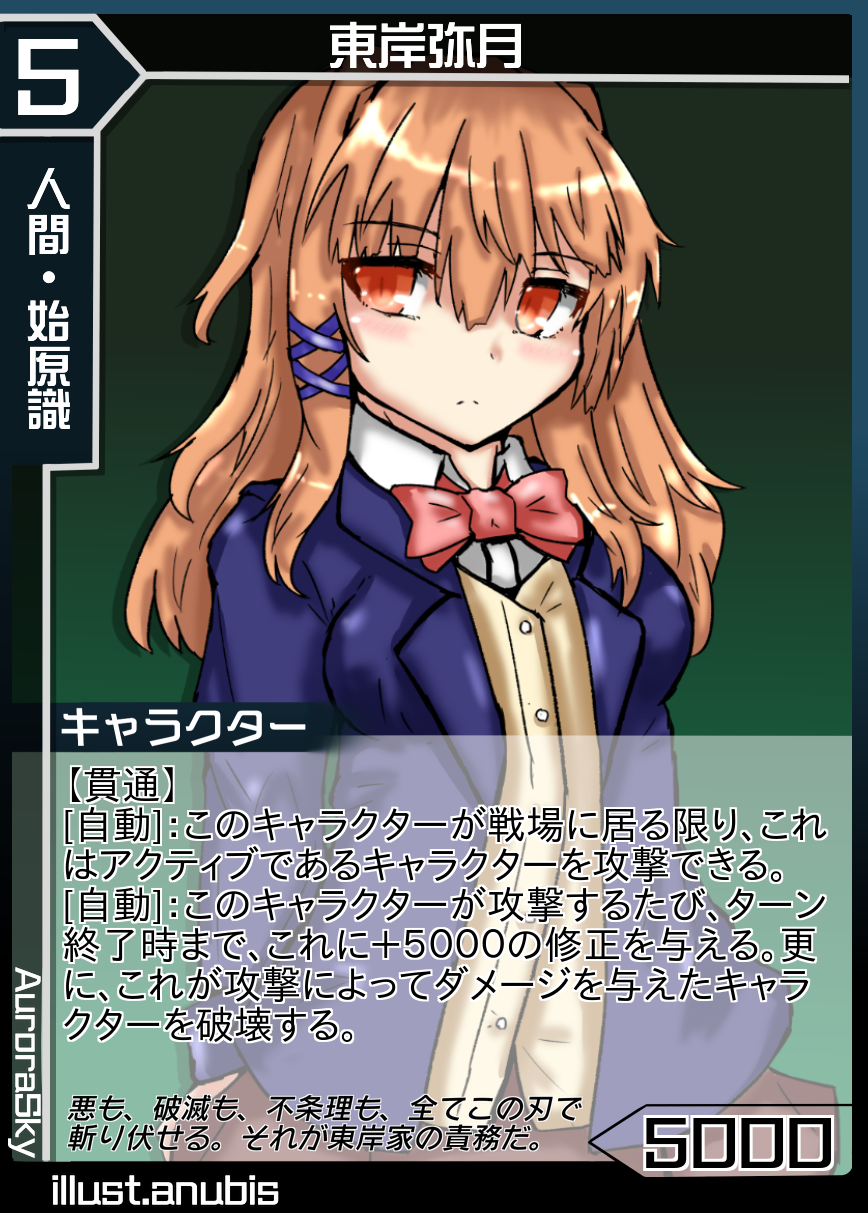 5
東岸弥月
人間・始原識
キャラクター
【貫通】
[自動]:このキャラクターが戦場に居る限り、これ
はアクティブであるキャラクターを攻撃できる。
[自動]:このキャラクターが攻撃するたび、ターン
終了時まで、これに＋5000の修正を与える。更
に、これが攻撃によってダメージを与えたキャラ
クターを破壊する。
悪も、破滅も、不条理も、全てこの刃で
斬り伏せる。それが東岸家の責務だ。
5000
AuroraSky
illust.anubis